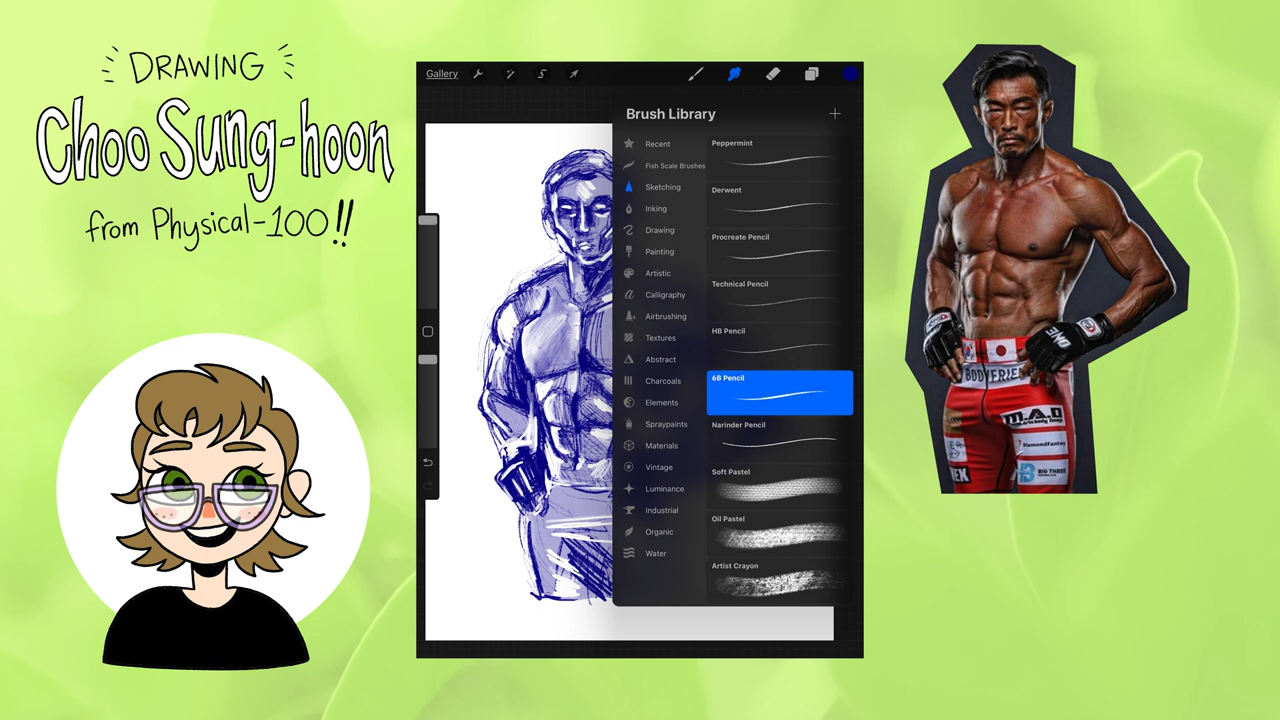 DRAWING
Choo Sung-hoon
from Physical-100!!
Gallery
Brush Library
Recent
Fish Scale Brushes
Sketching
Inking
Drawing
Painting
Artistic
Calligraphy
Airbrushing
Textures
Abstract
Charcoals
Elements
Spraypaints
Materials
Vintage
Luminance
Industrial
Organic
Water
Peppermint
Derwent
Procreate Pencil
Technical Pencil
HB Pencil
6B Pencil
Narinder Pencil
Soft Pastel
Oil Pastel
Artist Crayon
ONE
BODYFRIEND
M.A.D
DiamondFantasy
BIG THREE